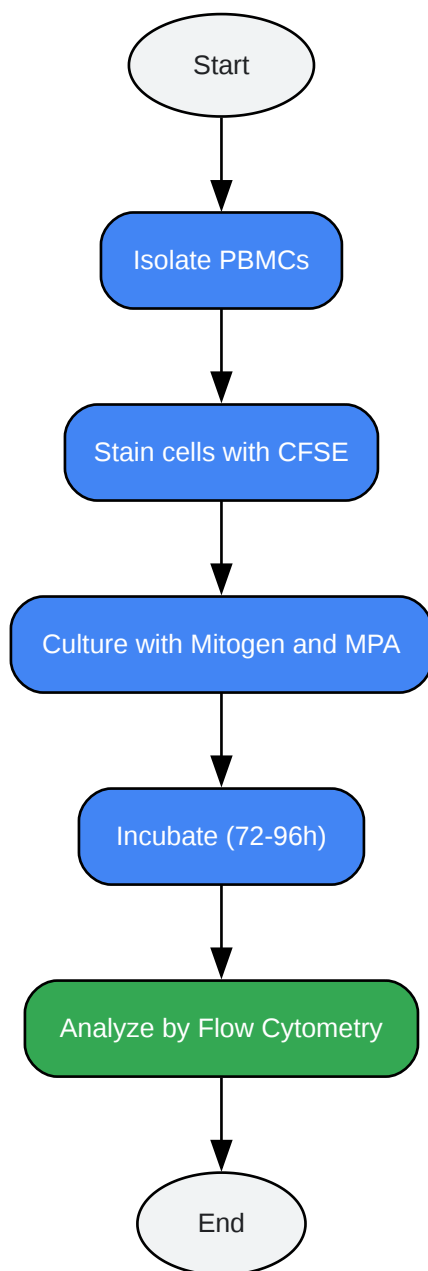 Start
Isolate PBMCs
Stain cells with CFSE
Culture with Mitogen and MPA
Incubate (72-96h)
Analyze by Flow Cytometry
End